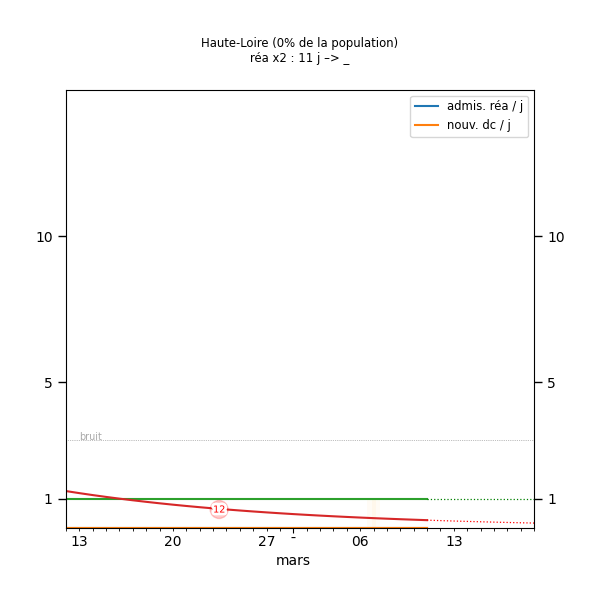 Haute-Loire (0% de la population)
réa x2 : 11 j –> _
admis. réa / j
nouv. dc / j
10 10
5 5
bruit
1 1
12
13 20 27 - 06 13
mars